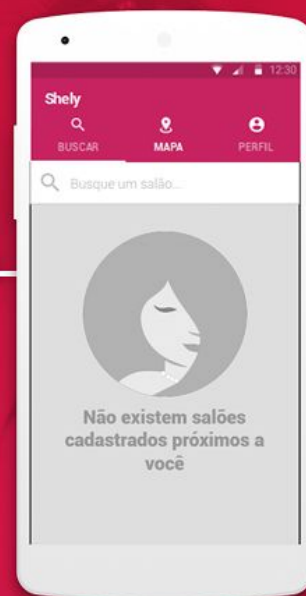 12:30
Shely
BUSCAR MAPA PERFIL
Busque um salão...
Não existem salões
cadastrados próximos a
você